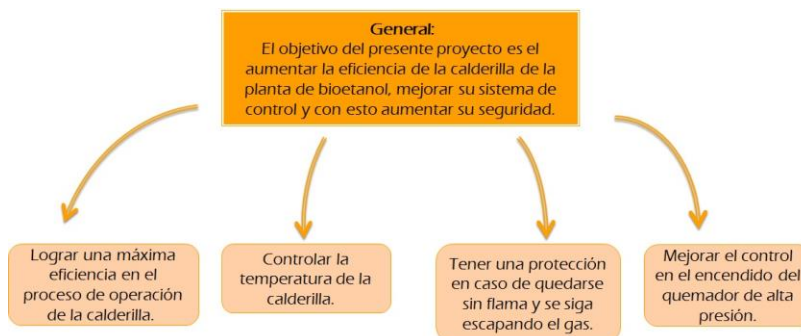 General:
El objetivo del presente proyecto es el
aumentar la eficiencia de la calderilla de la
planta de bioetanol, mejorar su sistema de
control y con esto aumentar su seguridad.
Lograr una máxima
eficiencia en el
proceso de operación
de la calderilla.
Controlar la
temperatura de la
calderilla.
Tener una protección
en caso de quedarse
sin flama y se siga
escapando el gas.
Mejorar el control
en el encendido del
quemador de alta
presión.